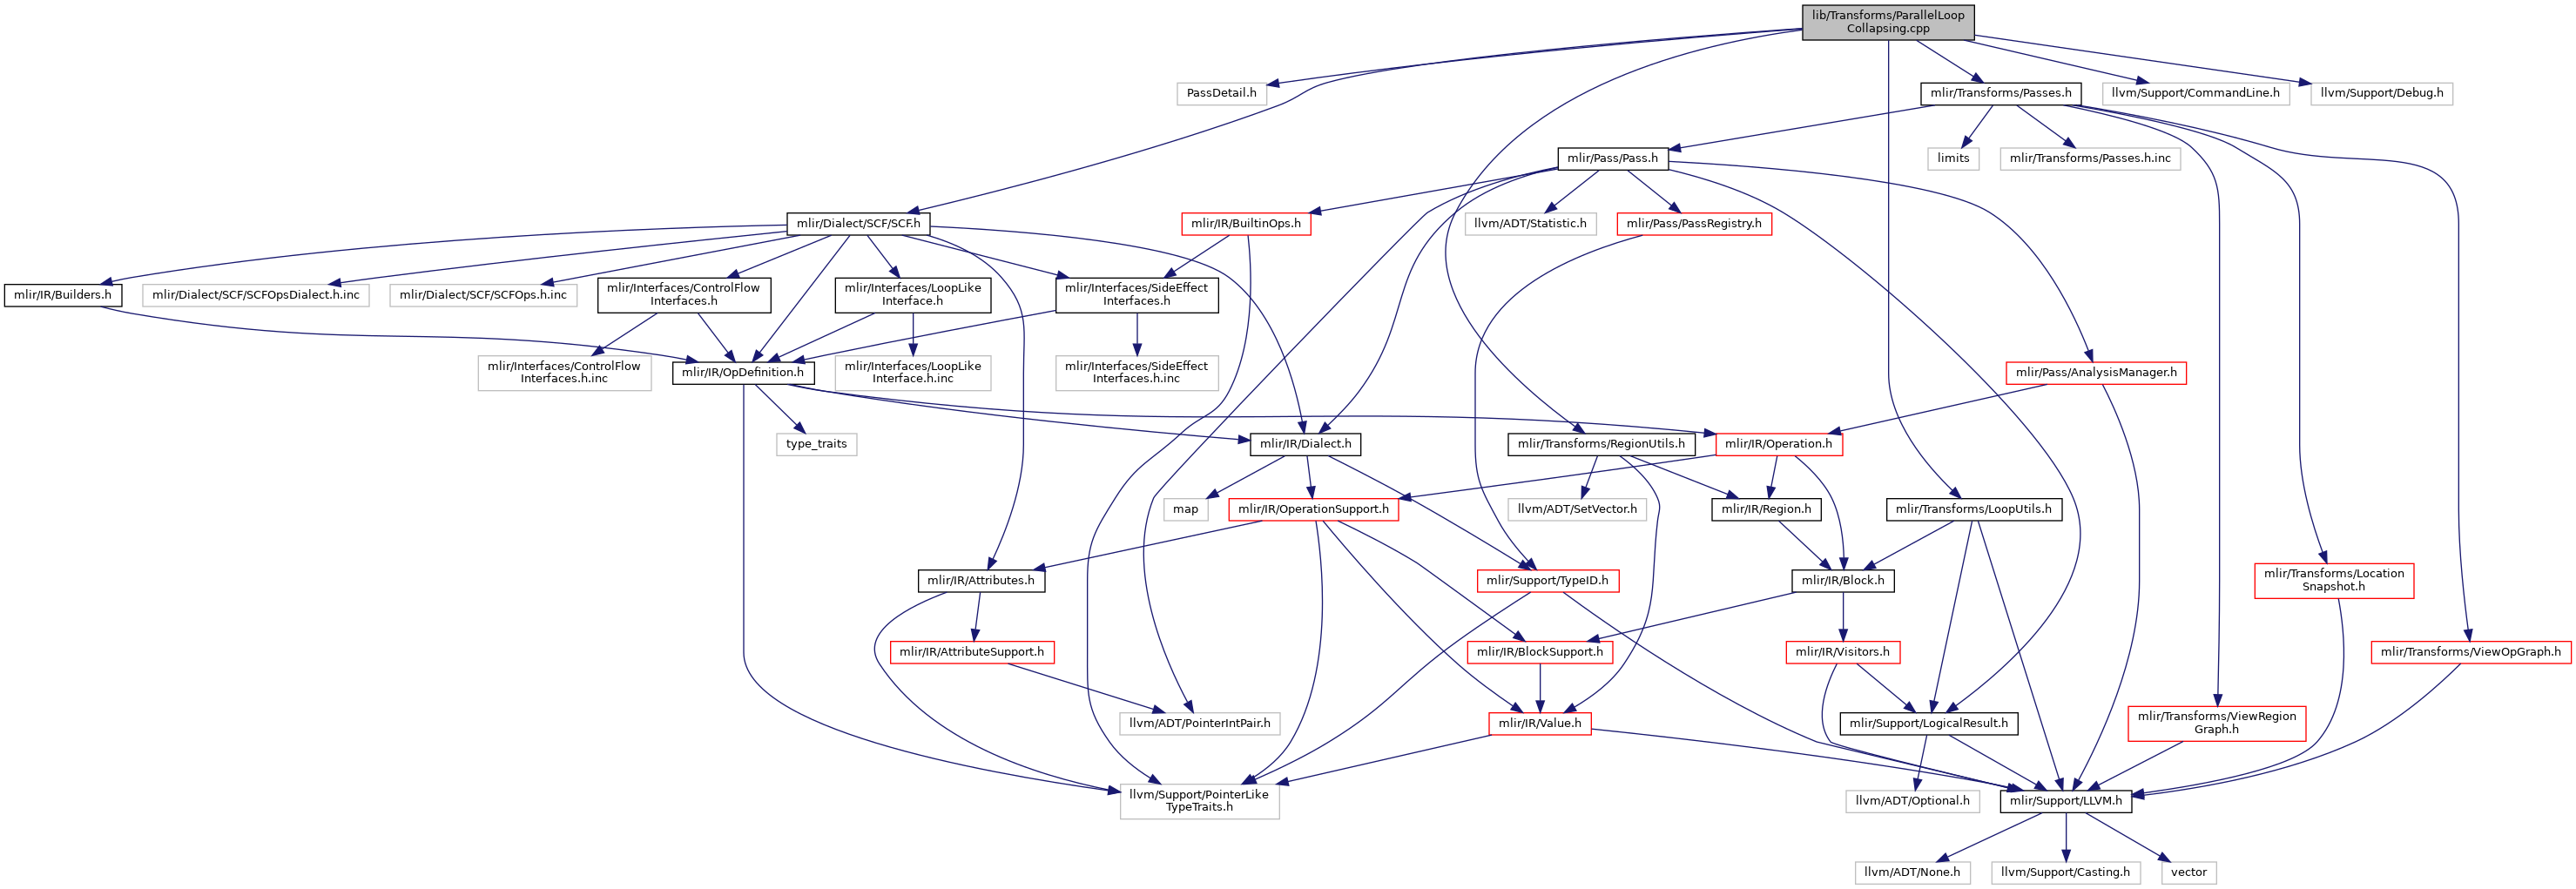 lib/Transforms/ParallelLoop
Collapsing.cpp
PassDetail.h
mlir/Transforms/Passes.h
llvm/Support/CommandLine.h
llvm/Support/Debug.h
mlir/Pass/Pass.h
limits
mlir/Transforms/Passes.h.inc
mlir/Dialect/SCF/SCF.h
mlir/IR/BuiltinOps.h
llvm/ADT/Statistic.h
mlir/Pass/PassRegistry.h
mlir/IR/Builders.h
mlir/Dialect/SCF/SCFOpsDialect.h.inc
mlir/Dialect/SCF/SCFOps.h.inc
mlir/Interfaces/ControlFlow
Interfaces.h
mlir/Interfaces/LoopLike
Interface.h
mlir/Interfaces/SideEffect
Interfaces.h
mlir/Interfaces/ControlFlow
Interfaces.h.inc
mlir/IR/OpDefinition.h
mlir/Interfaces/LoopLike
Interface.h.inc
mlir/Interfaces/SideEffect
Interfaces.h.inc
mlir/Pass/AnalysisManager.h
type_traits
mlir/IR/Dialect.h
mlir/Transforms/RegionUtils.h
mlir/IR/Operation.h
map
mlir/IR/OperationSupport.h
llvm/ADT/SetVector.h
mlir/IR/Region.h
mlir/Transforms/LoopUtils.h
mlir/IR/Attributes.h
mlir/Support/TypeID.h
mlir/IR/Block.h
mlir/Transforms/Location
Snapshot.h
mlir/IR/AttributeSupport.h
mlir/IR/BlockSupport.h
mlir/IR/Visitors.h
mlir/Transforms/ViewOpGraph.h
llvm/ADT/PointerIntPair.h
mlir/IR/Value.h
mlir/Support/LogicalResult.h
mlir/Transforms/ViewRegion
Graph.h
llvm/Support/PointerLike
TypeTraits.h
llvm/ADT/Optional.h
mlir/Support/LLVM.h
llvm/ADT/None.h
llvm/Support/Casting.h
vector